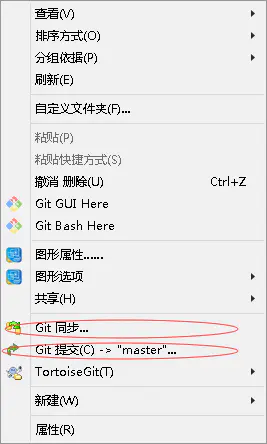 查看(V)
排序方式(O)
分组依据(P)
刷新(E)
自定义文件夹(F)...
粘贴(P)
粘贴快捷方式(S)
撤消 删除(U) Ctrl+Z
Git GUI Here
Git Bash Here
图形属性......
图形选项
共享(H)
Git 同步...
Git 提交(C) -> "master"...
TortoiseGit(T)
新建(W)
属性(R)